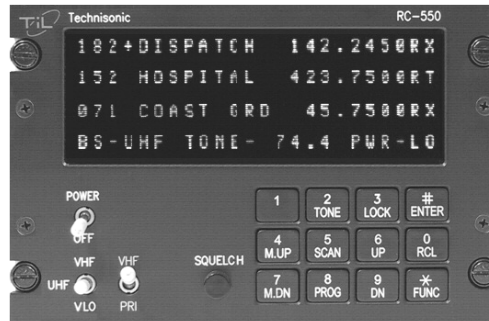 TiL Technisonic RC-550
182+DISPATCH 142.2450RX
152 HOSPITAL 423.7500RT
071 COAST GRD 45.7500RX
BS-UHF TONE- 74.4 PWR-LO
POWER
OFF
VHF
UHF
VLO
VHF
PRI
SQUELCH
1
2 TONE
3 LOCK
# ENTER
4 M.UP
5 SCAN
6 UP
0 RCL
7 M.DN
8 PROG
9 DN
* FUNC